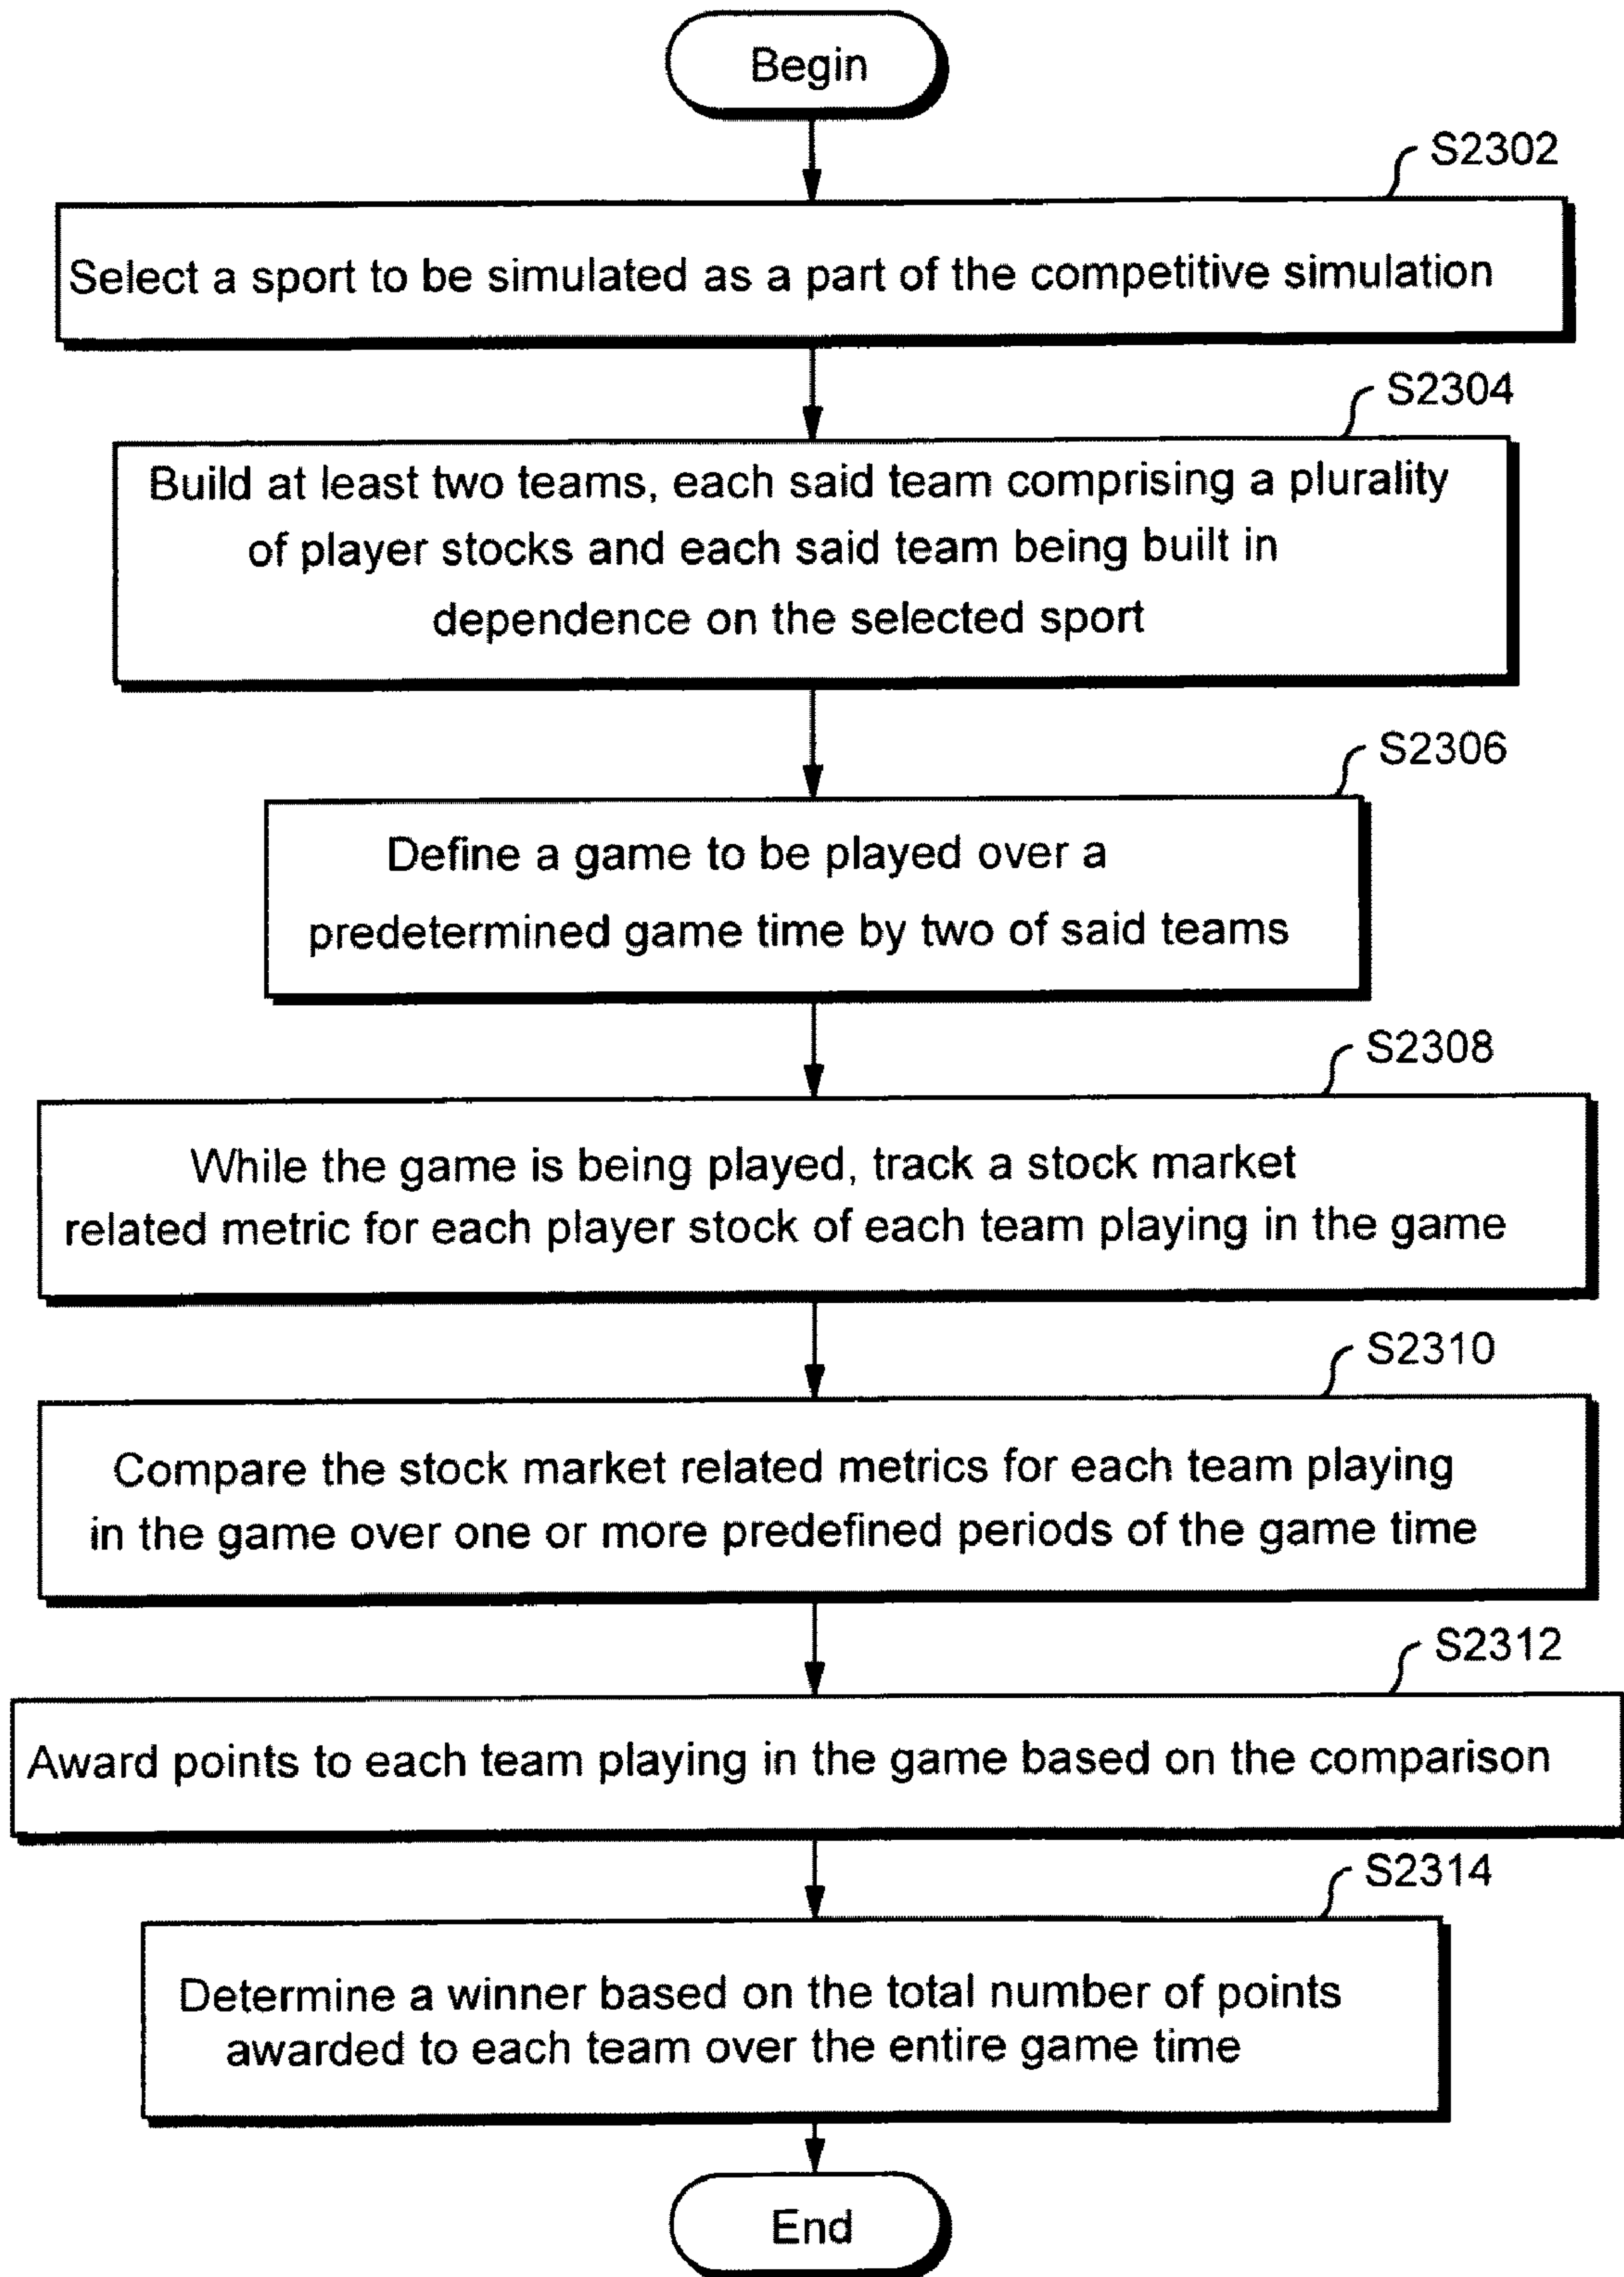 Begin
S2302
Select a sport to be simulated as a part of the competitive simulation
S2304
Build at least two teams, each said team comprising a plurality
of player stocks and each said team being built in
dependence on the selected sport
S2306
Define a game to be played over a
predetermined game time by two of said teams
S2308
While the game is being played, track a stock market
related metric for each player stock of each team playing in the game
S2310
Compare the stock market related metrics for each team playing
in the game over one or more predefined periods of the game time
S2312
Award points to each team playing in the game based on the comparison
S2314
Determine a winner based on the total number of points
awarded to each team over the entire game time
End